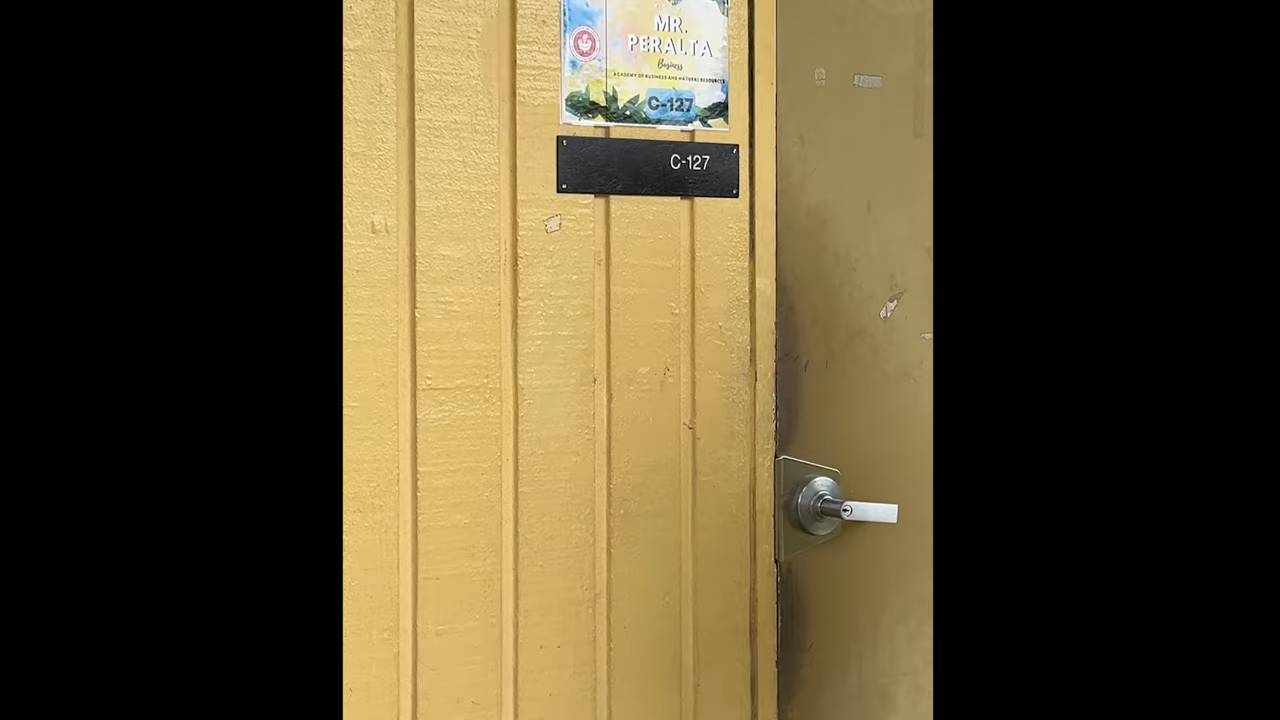 MR.
PERALTA
Business
ACADEMY OF BUSINESS AND NATURAL RESOURCES
C-127
C-127